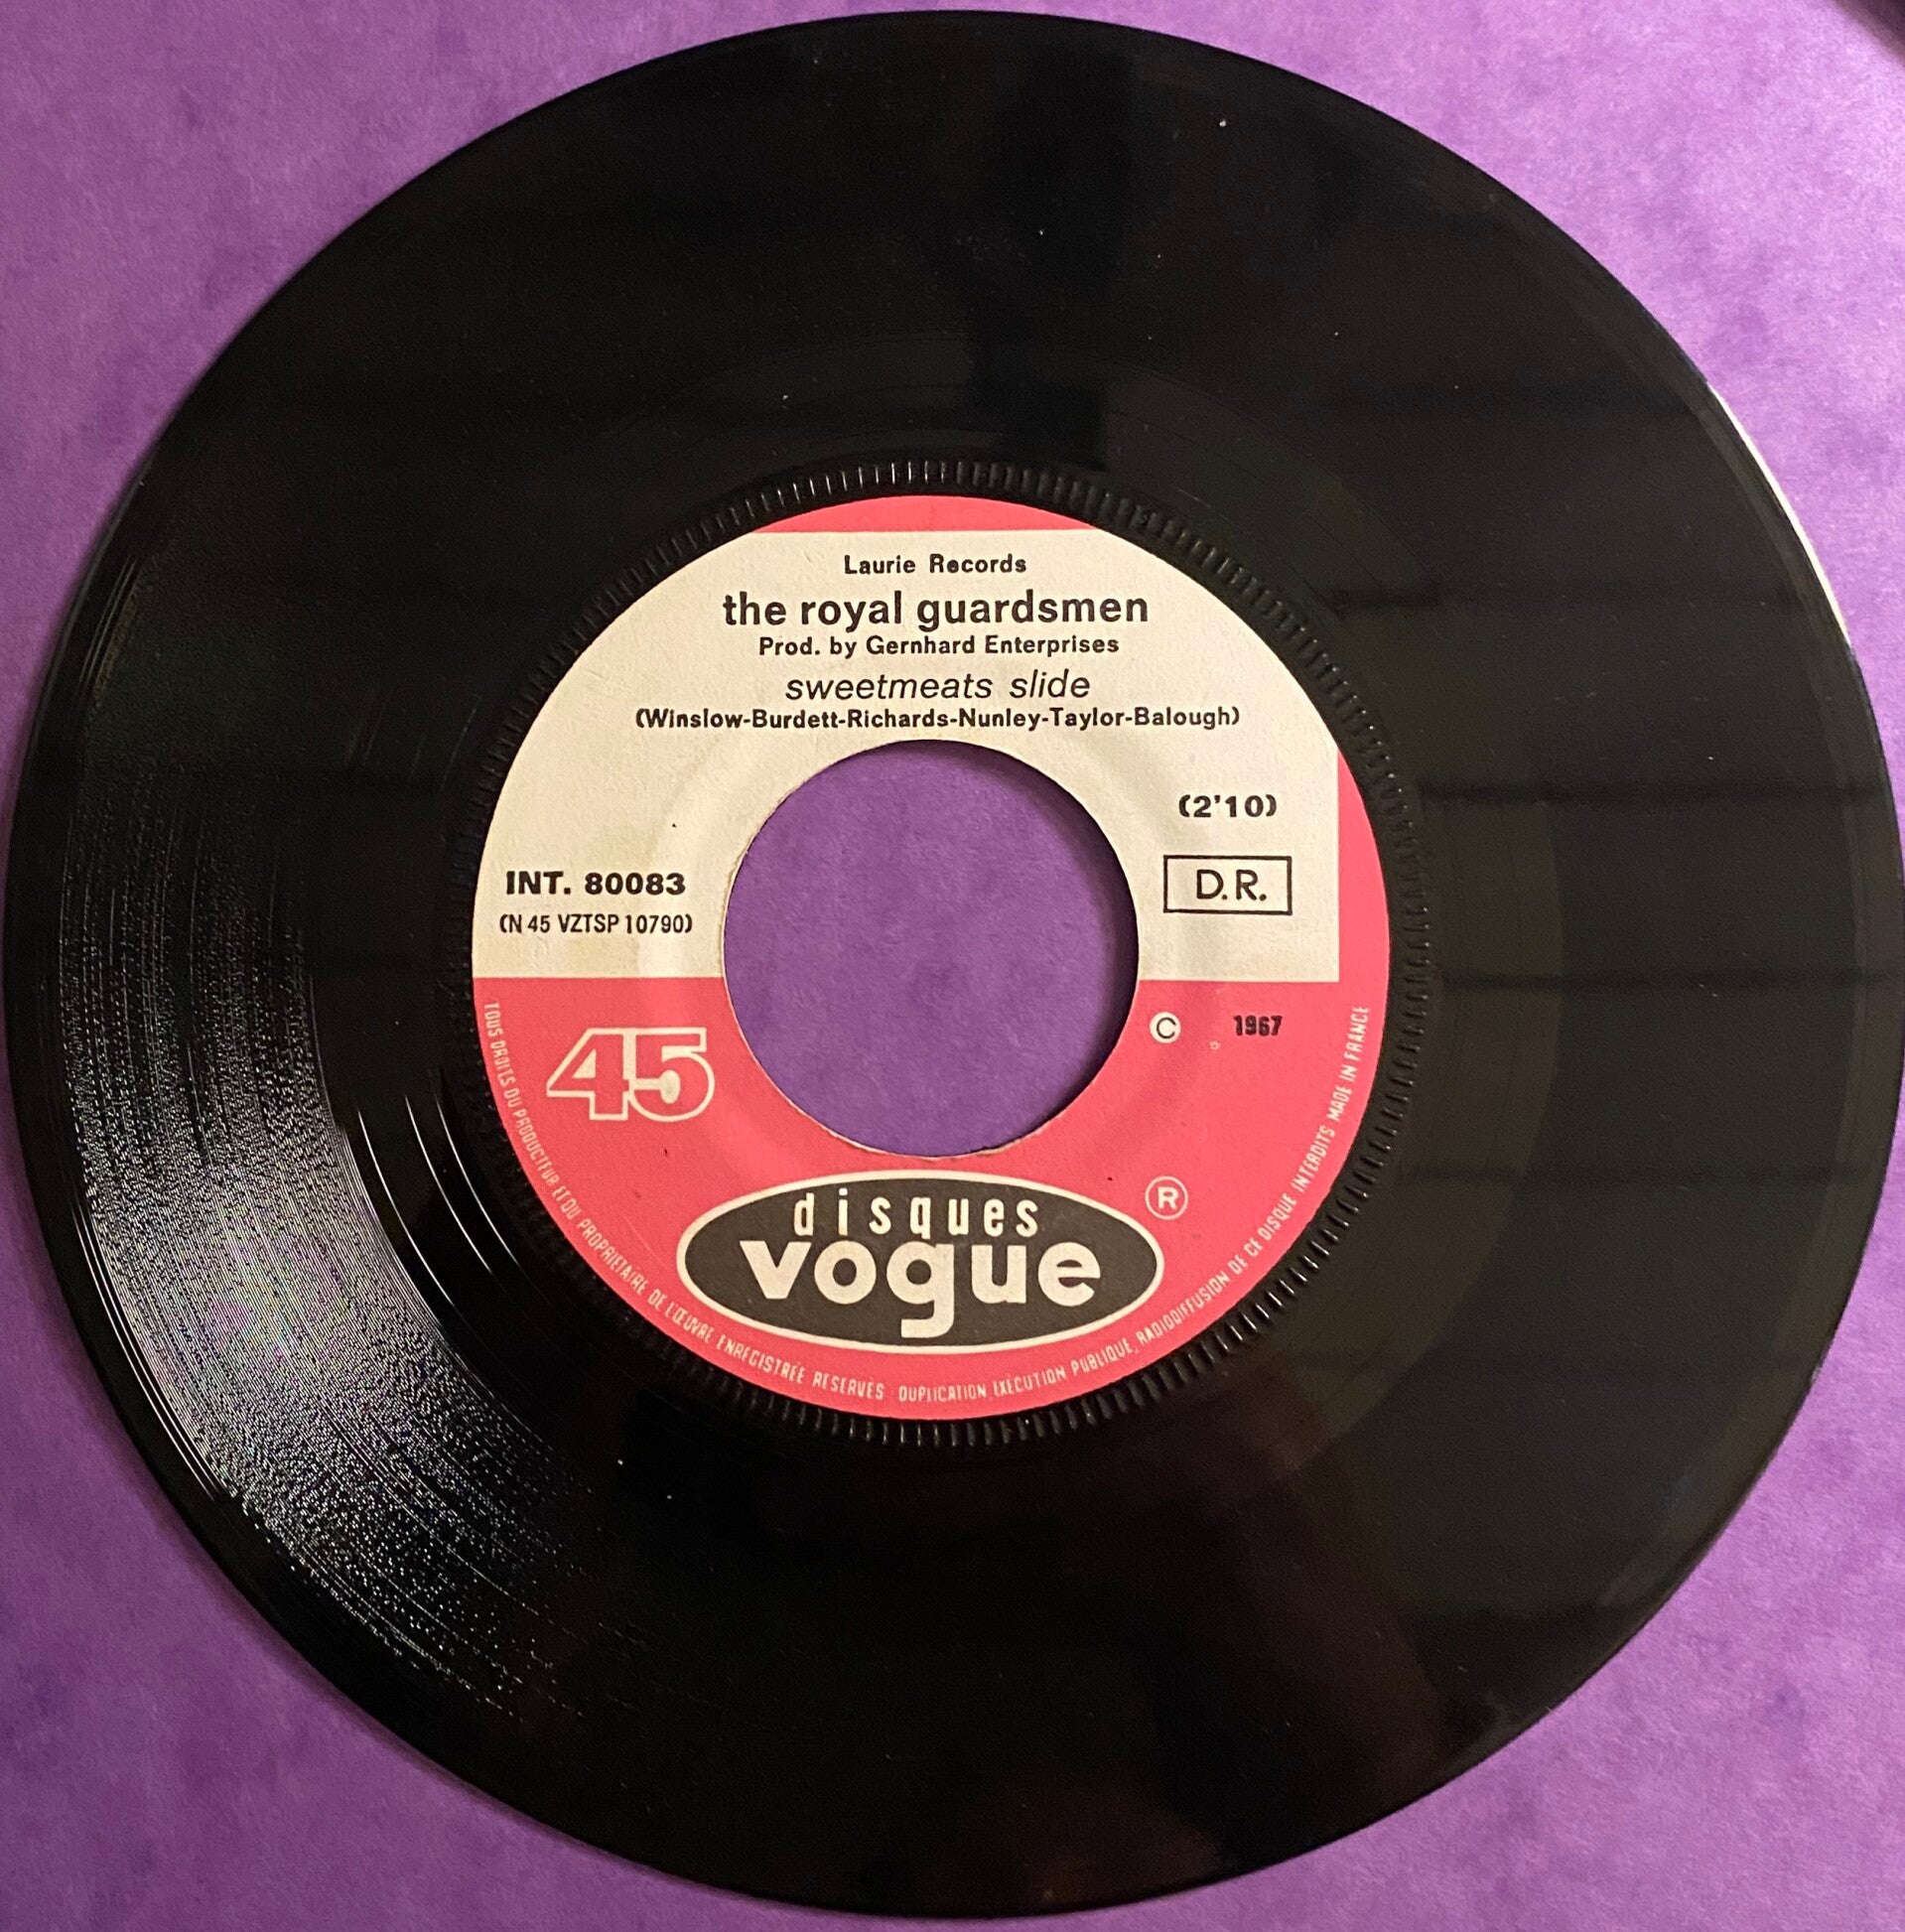 Laurie Records
the royal guardsmen
Prod. by Gernhard Enterprises
sweetmeats slide
(Winslow-Burdett-Richards-Nunley-Taylor-Balough)
(2'10)
INT. 80083
(N 45 VZTSP 10790)
D.R.
45
© 1967
disques
vogue
®
TOUS DROITS DU PRODUCTEUR ET DU PROPRIETAIRE DE L'ŒUVRE ENREGISTRÉE RESERVES DUPLICATION, EXECUTION PUBLIQUE, RADIODIFFUSION DE CE DISQUE INTERDITS MADE IN FRANCE